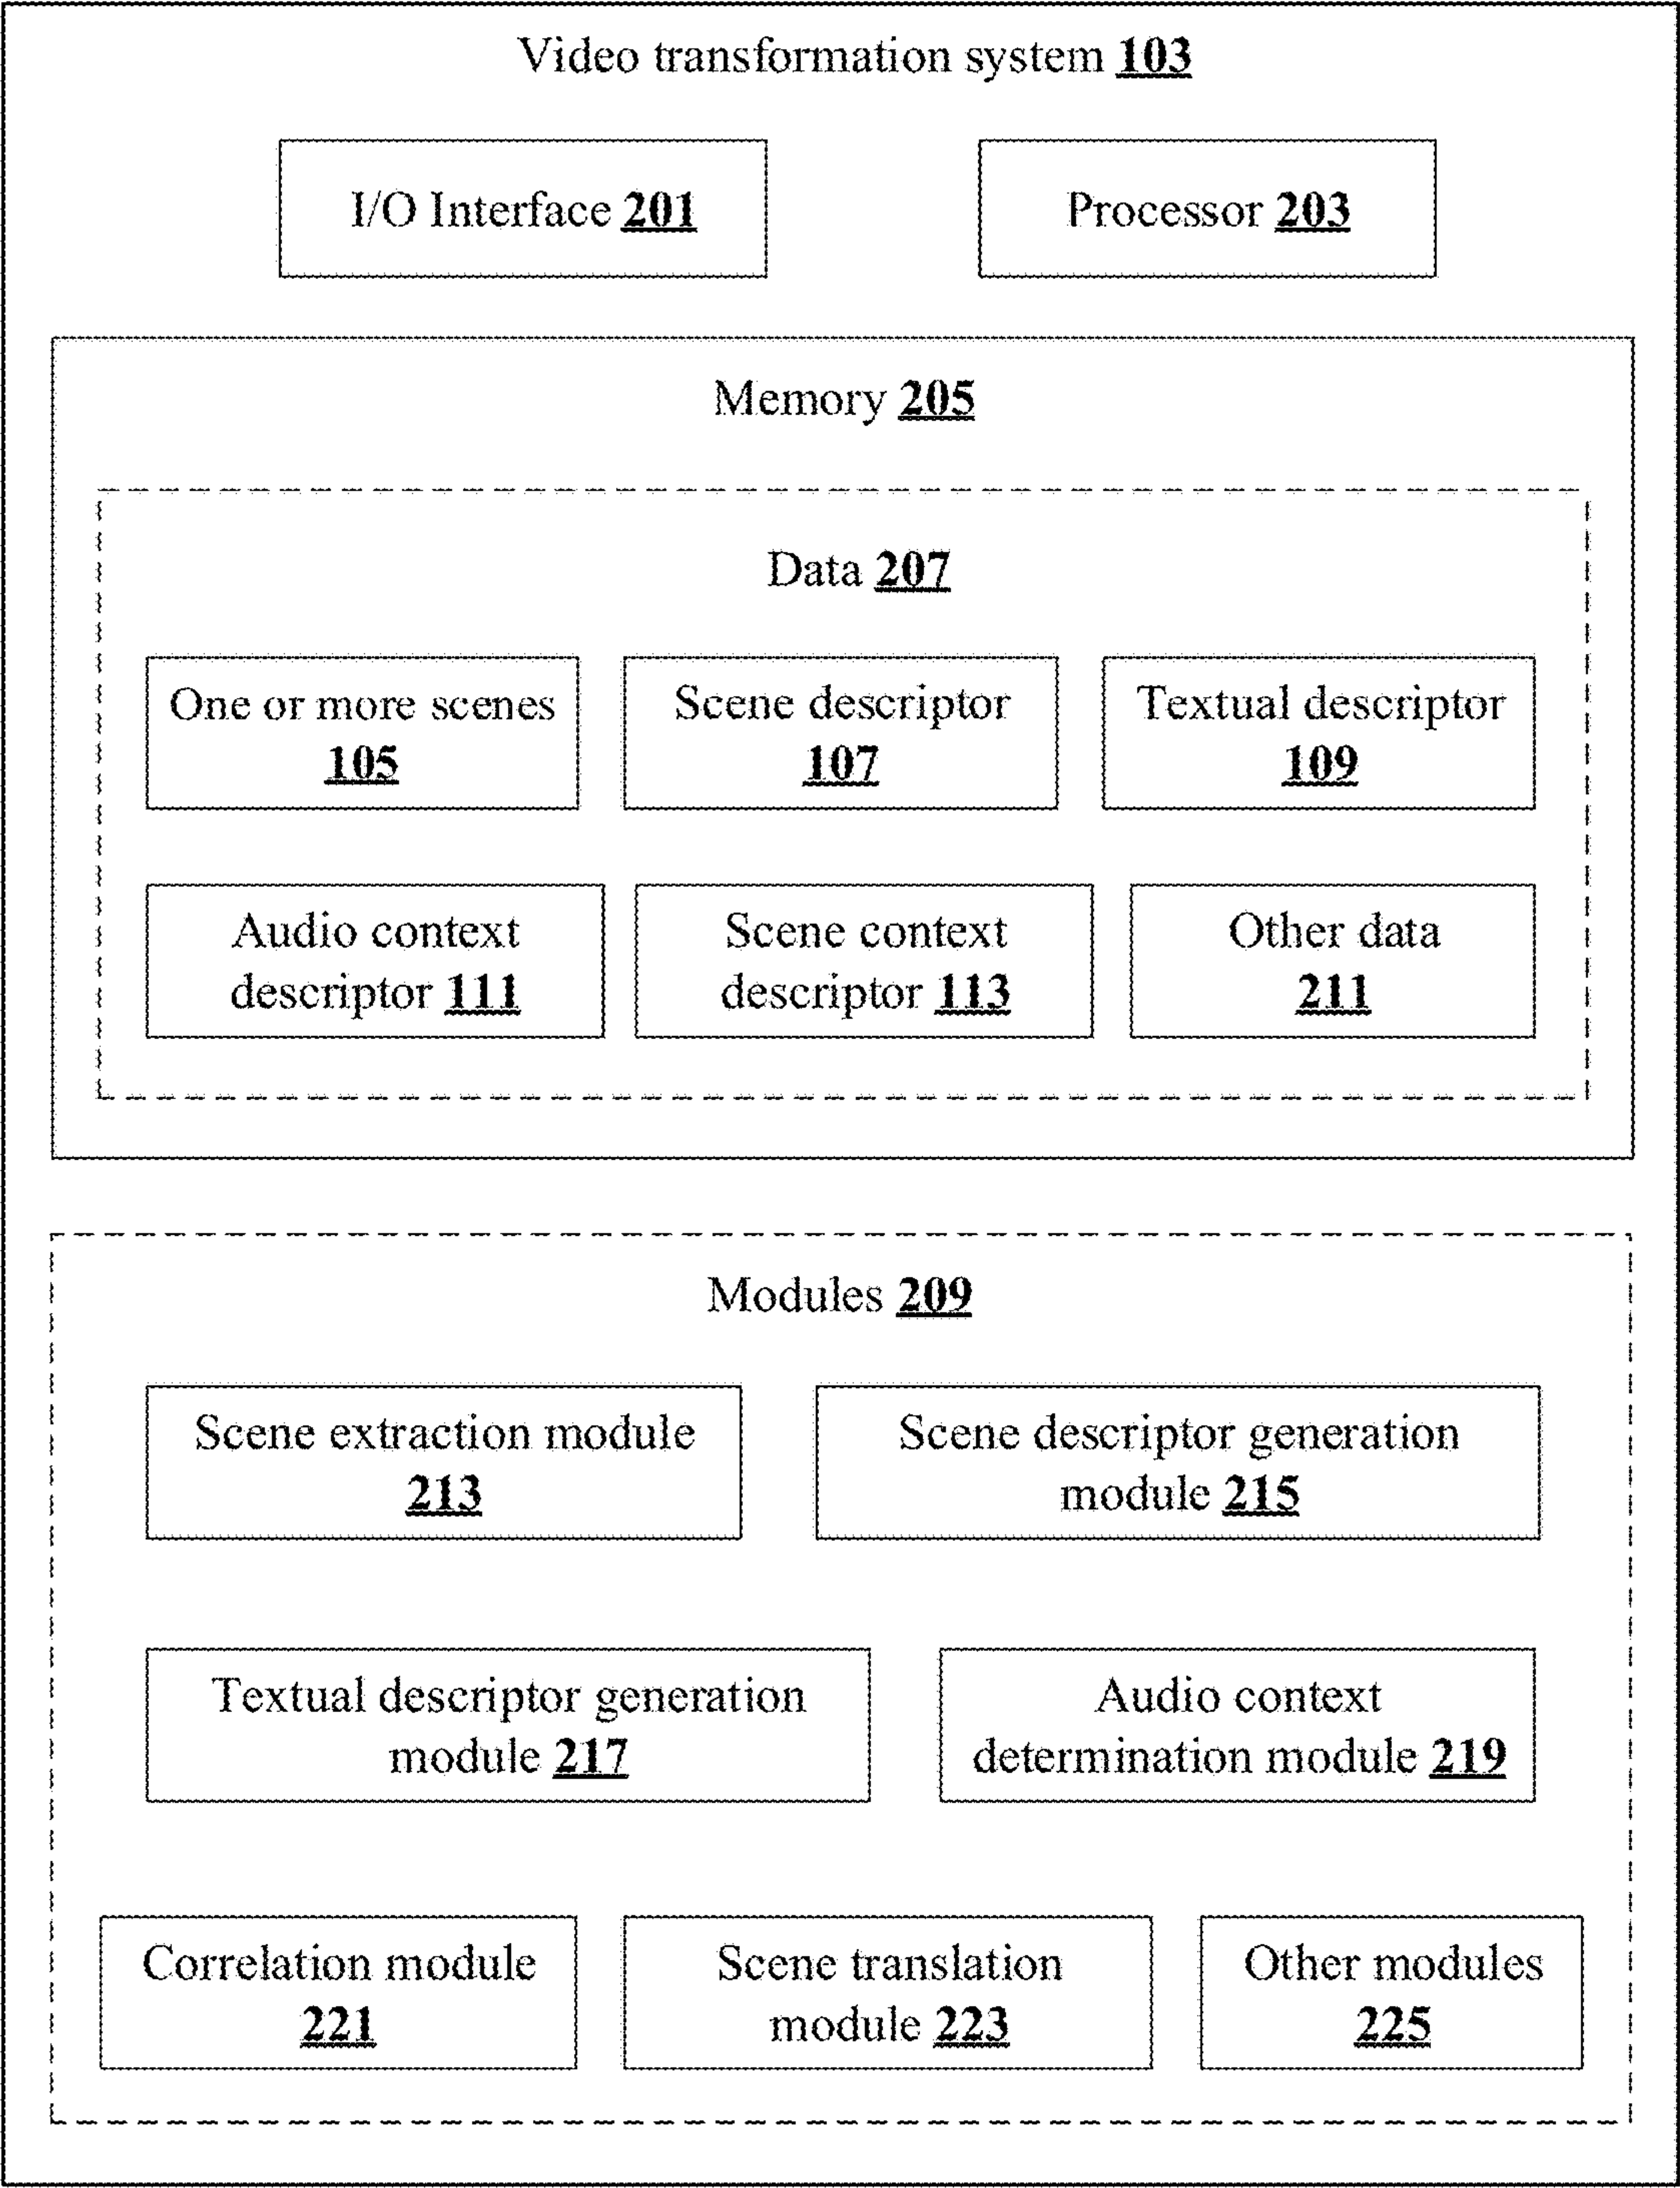 Video transformation system 103
I/O Interface 201
Processor 203
Memory 205
Data 207
One or more scenes
105
Scene descriptor
107
Textual descriptor
109
Audio context
descriptor 111
Scene context
descriptor 113
Other data
211
Modules 209
Scene extraction module
213
Scene descriptor generation
module 215
Textual descriptor generation
module 217
Audio context
determination module 219
Correlation module
221
Scene translation
module 223
Other modules
225